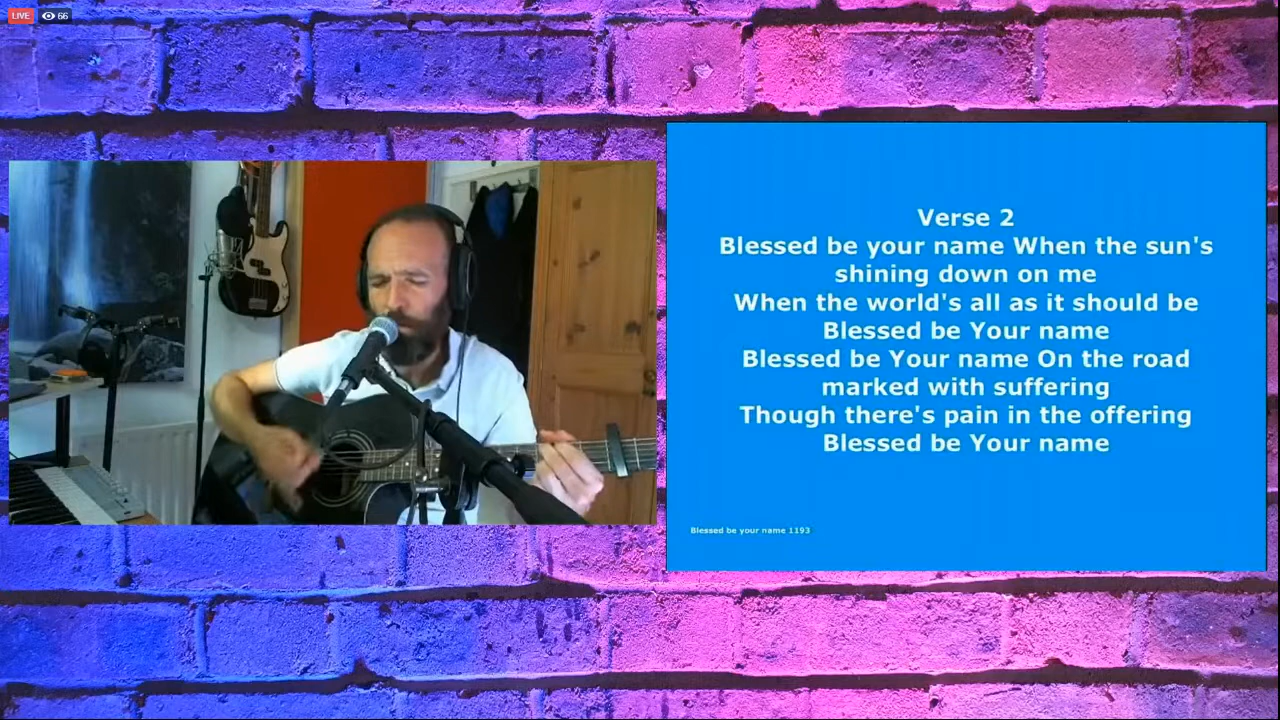 LIVE 66
Verse 2
Blessed be your name When the sun's
shining down on me
When the world's all as it should be
Blessed be Your name
Blessed be Your name On the road
marked with suffering
Though there's pain in the offering
Blessed be Your name
Blessed be your name 1193